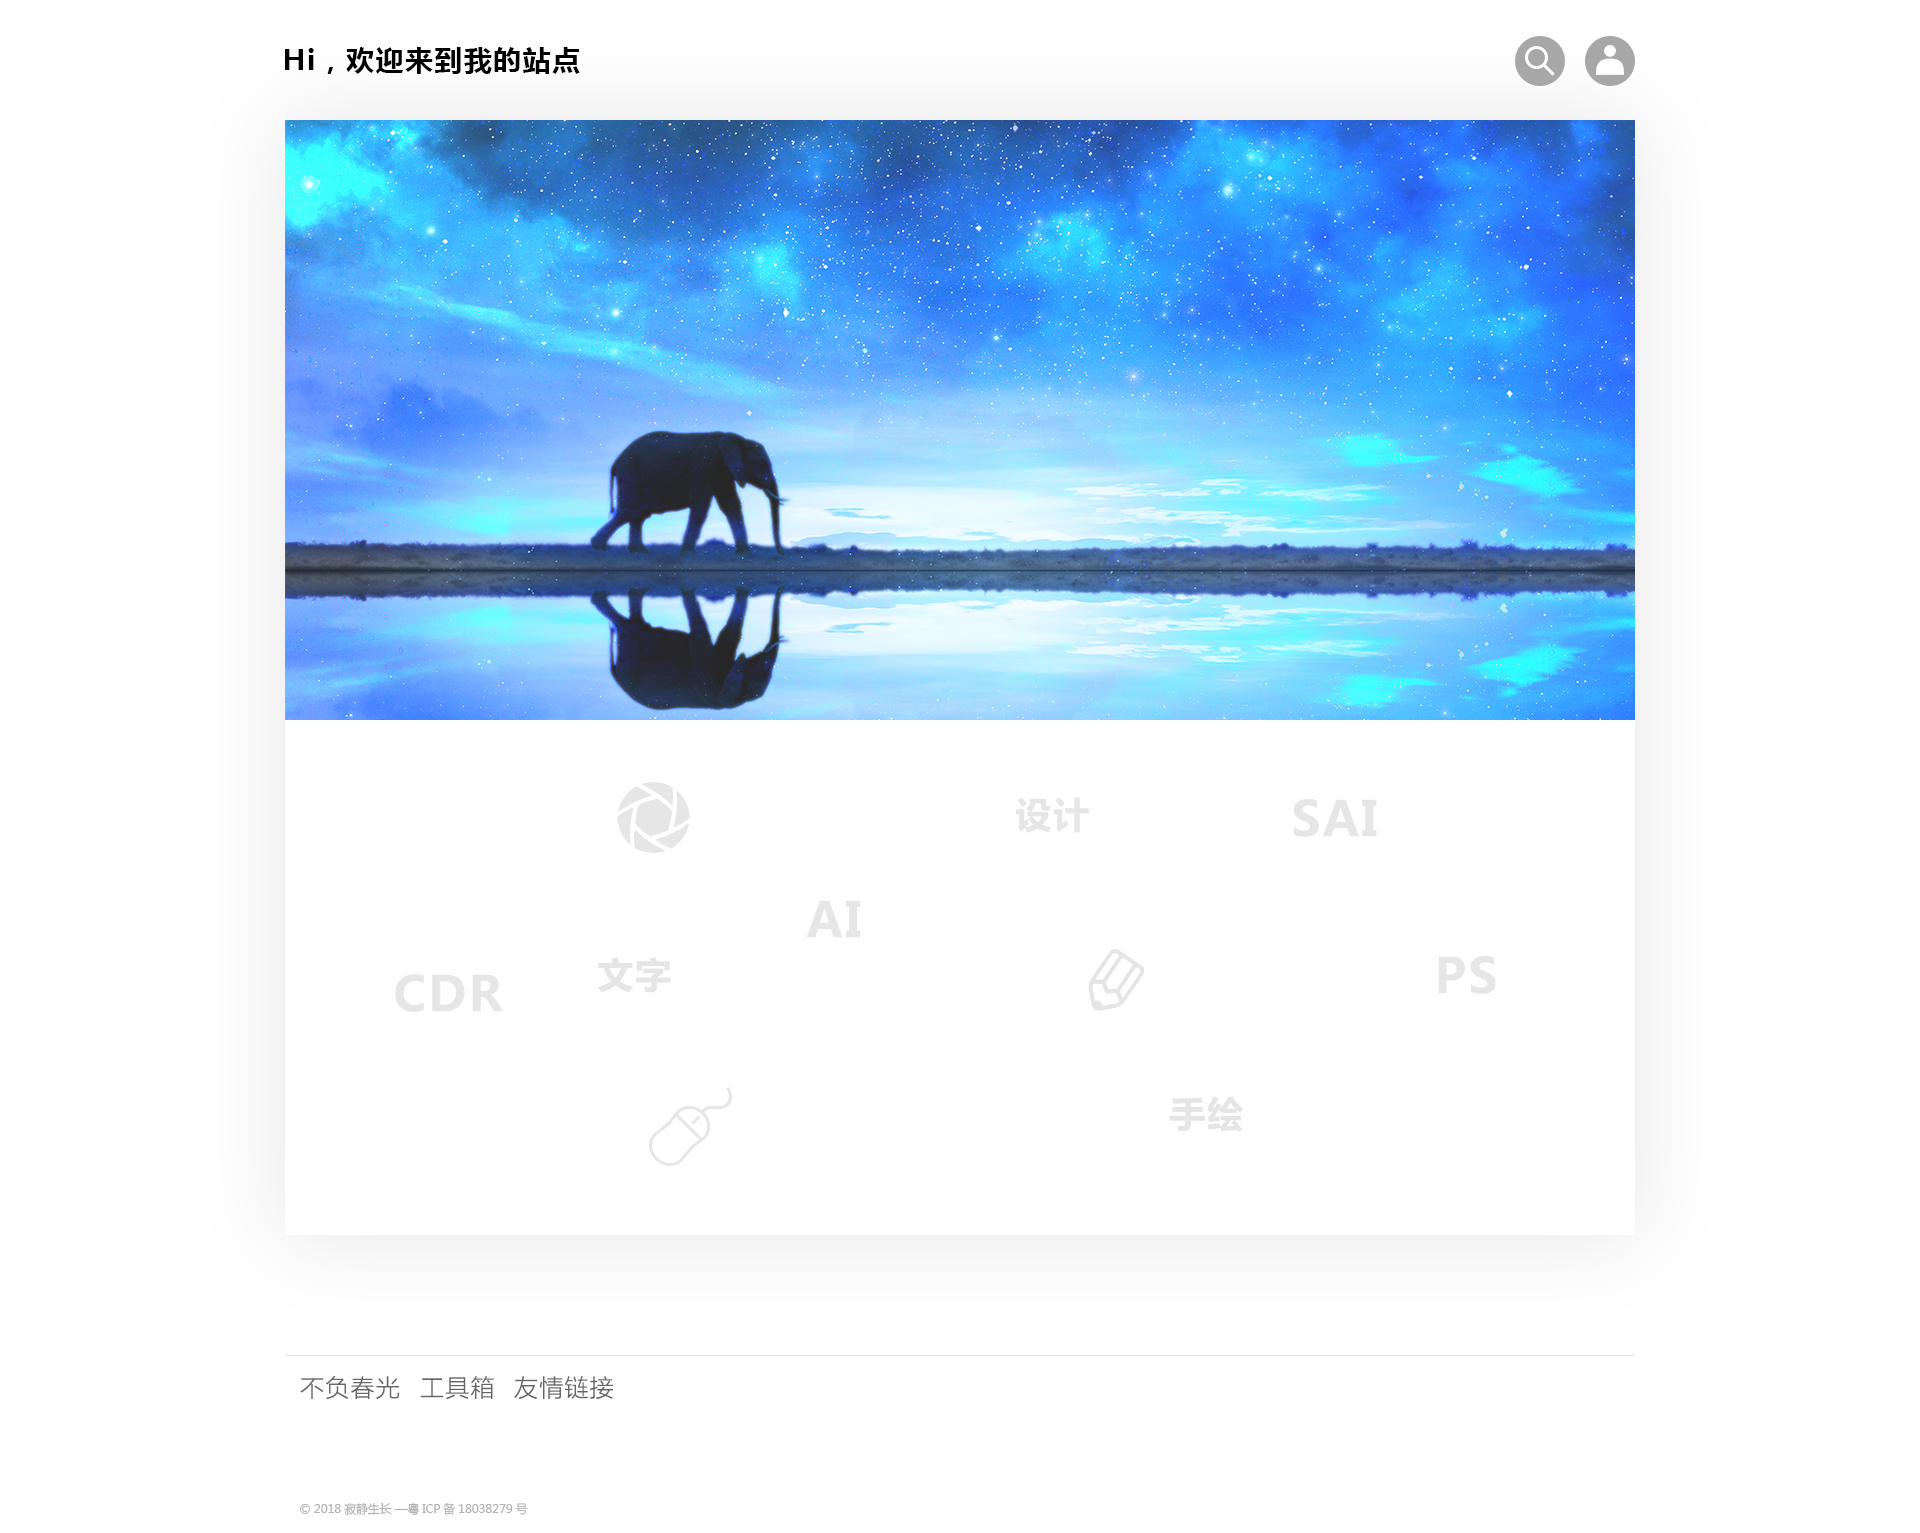 Hi，欢迎来到我的站点
设计
SAI
AI
文字
CDR
PS
手绘
不负春光 工具箱 友情链接
© 2018 寂静生长 —粤 ICP 备 18038279 号